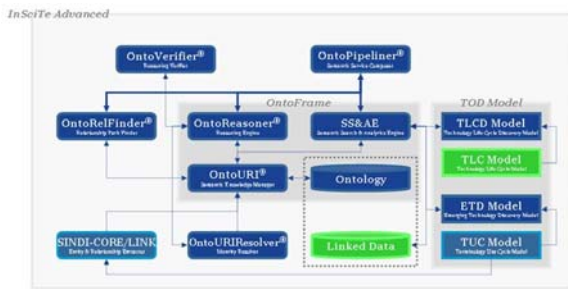 InSciTe Advanced
OntoVerifier®
Reasoning Verifier
OntoPipeliner®
Semantic Service Composer
OntoFrame
TOD Model
OntoRelFinder®
Relationship Path Finder
OntoReasoner®
Reasoning Engine
SS&AE
Semantic Search & Analytics Engine
TLCD Model
Technology Life Cycle Discovery Model
TLC Model
Technology Life Cycle Model
OntoURI®
Semantic Knowledge Manager
Ontology
ETD Model
Emerging Technology Discovery Model
SINDI-CORE/LINK
Entity & Relationship Extractor
OntoURIResolver®
Identity Resolver
Linked Data
TUC Model
Terminology Use Cycle Model